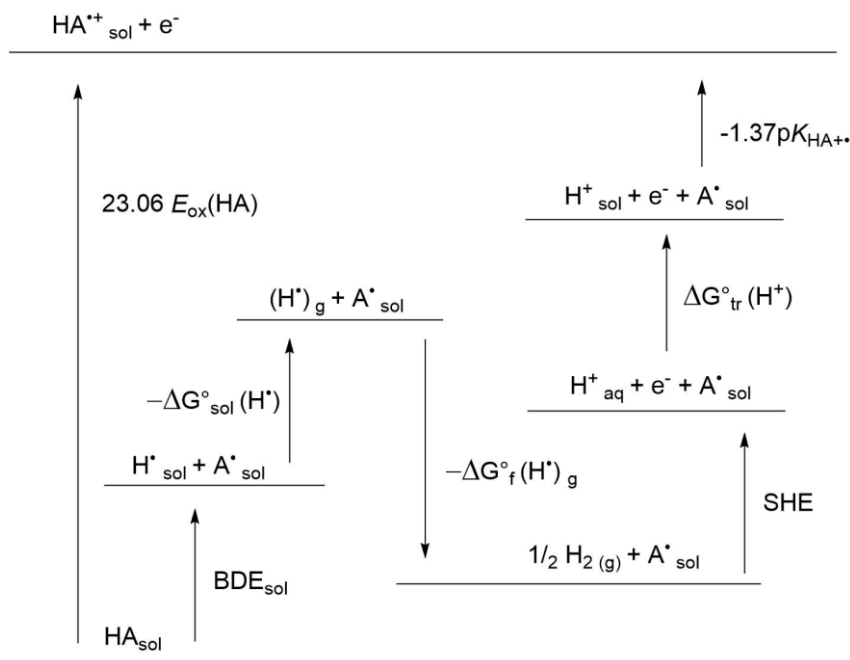 HA•+ sol + e-
-1.37pKHA+•
H+ sol + e- + A• sol
23.06 Eox(HA)
(H•) g + A• sol
ΔG°tr (H+)
−ΔG°sol (H•)
H+ aq + e- + A• sol
H• sol + A• sol
−ΔG°f (H•) g
SHE
1/2 H2 (g) + A• sol
BDEsol
HAsol